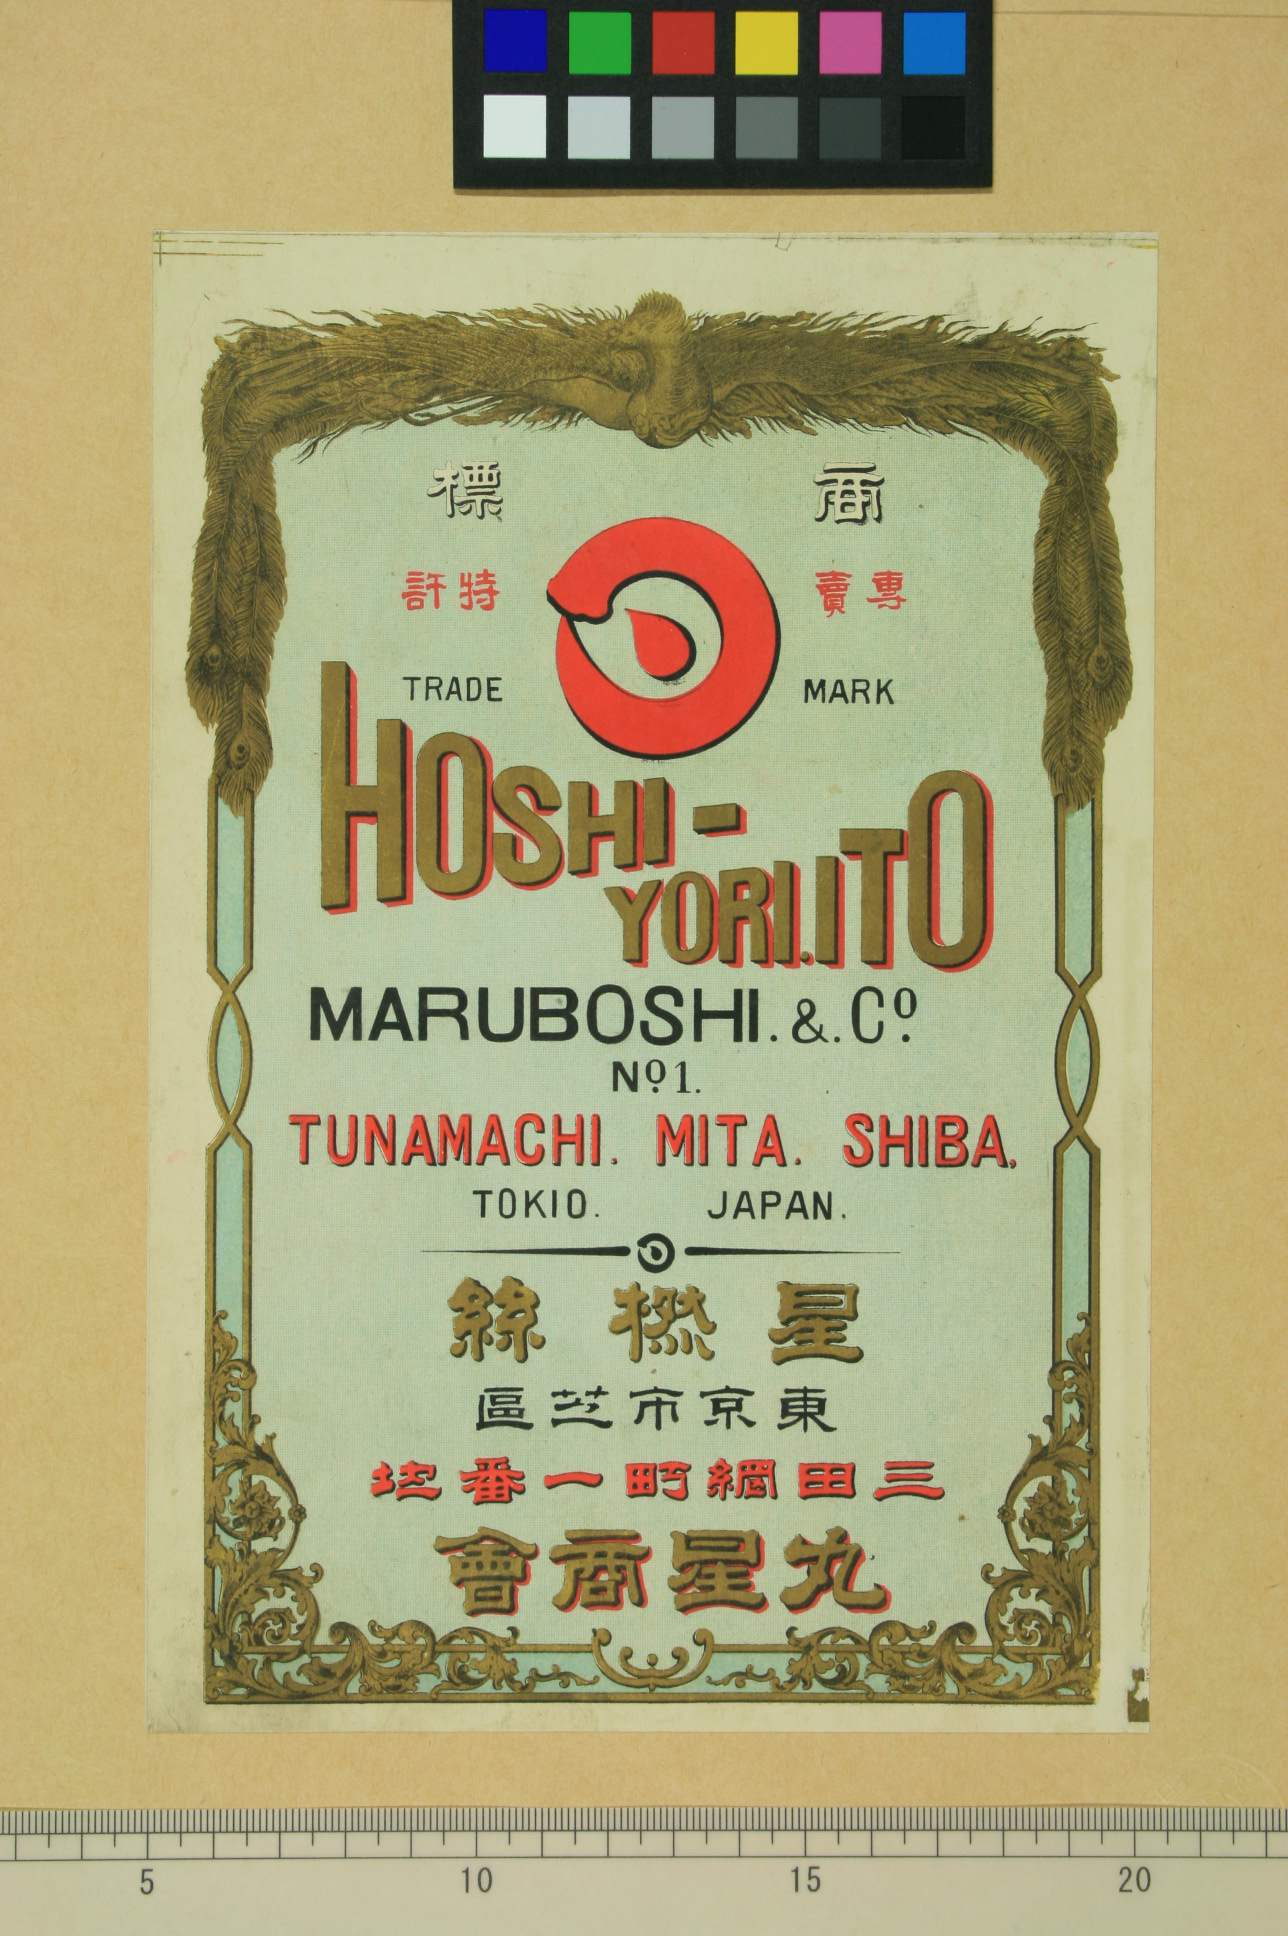 商標
專賣特許
TRADE MARK
HOSHI-
YORI.ITO
MARUBOSHI. &. Cº.
Nº 1.
TUNAMACHI. MITA. SHIBA,
TOKIO. JAPAN.
星撚絲
東京市芝區
三田綱町一番地
丸星商會
5 10 15 20